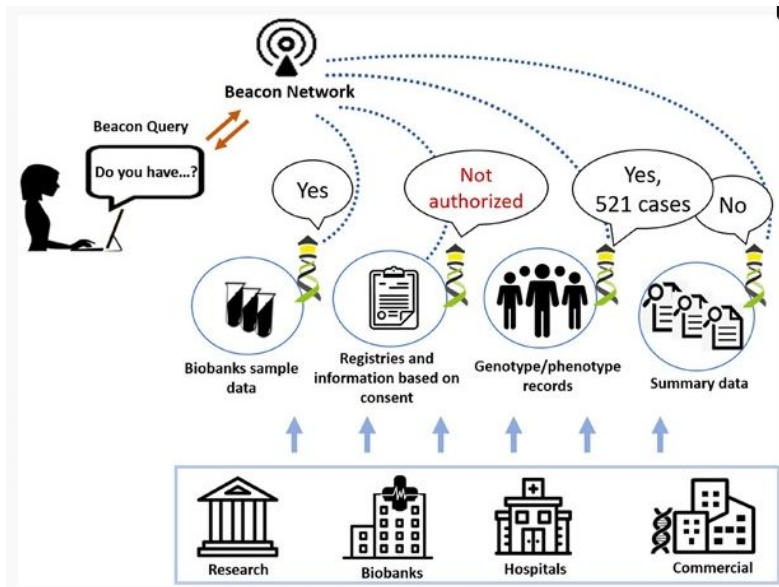 Beacon Network
Beacon Query
Do you have...?
Yes
Not
authorized
Yes,
521 cases
No
Biobanks sample
data
Registries and
information based on
consent
Genotype/phenotype
records
Summary data
Research
Biobanks
Hospitals
Commercial